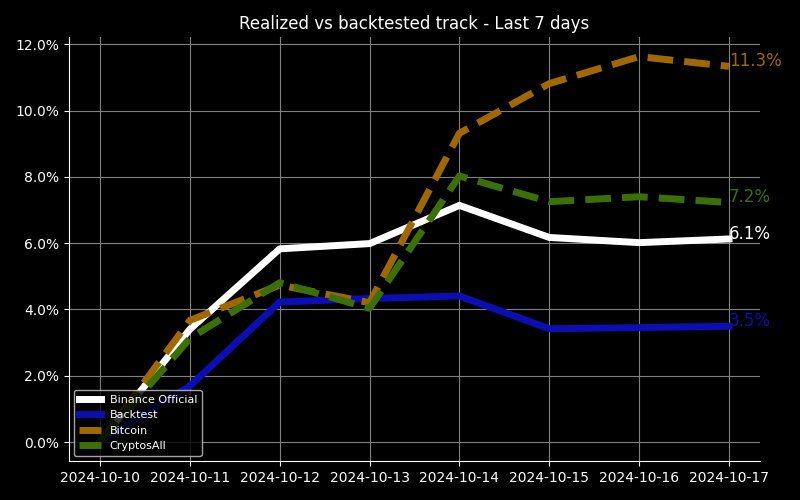 Realized vs backtested track - Last 7 days
12.0%
10.0%
8.0%
6.0%
4.0%
2.0%
0.0%
11.3%
7.2%
6.1%
3.5%
Binance Official
Backtest
Bitcoin
CryptosAll
2024-10-10 2024-10-11 2024-10-12 2024-10-13 2024-10-14 2024-10-15 2024-10-16 2024-10-17